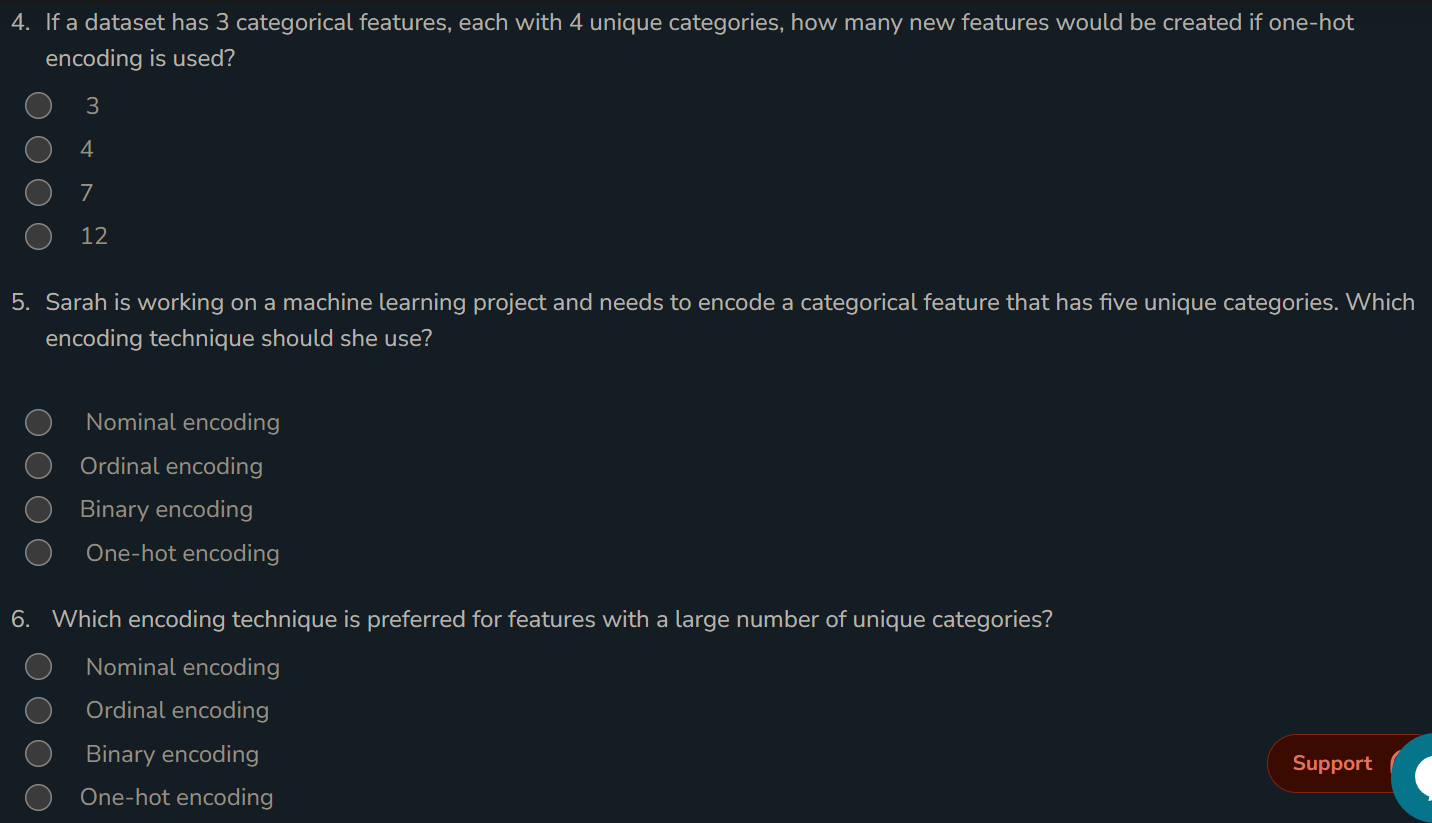 4. If a dataset has 3 categorical features, each with 4 unique categories, how many new features would be created if one-hot
encoding is used?
3
4
7
12
5. Sarah is working on a machine learning project and needs to encode a categorical feature that has five unique categories. Which
encoding technique should she use?
Nominal encoding
Ordinal encoding
Binary encoding
One-hot encoding
6. Which encoding technique is preferred for features with a large number of unique categories?
Nominal encoding
Ordinal encoding
Binary encoding
Support
One-hot encoding